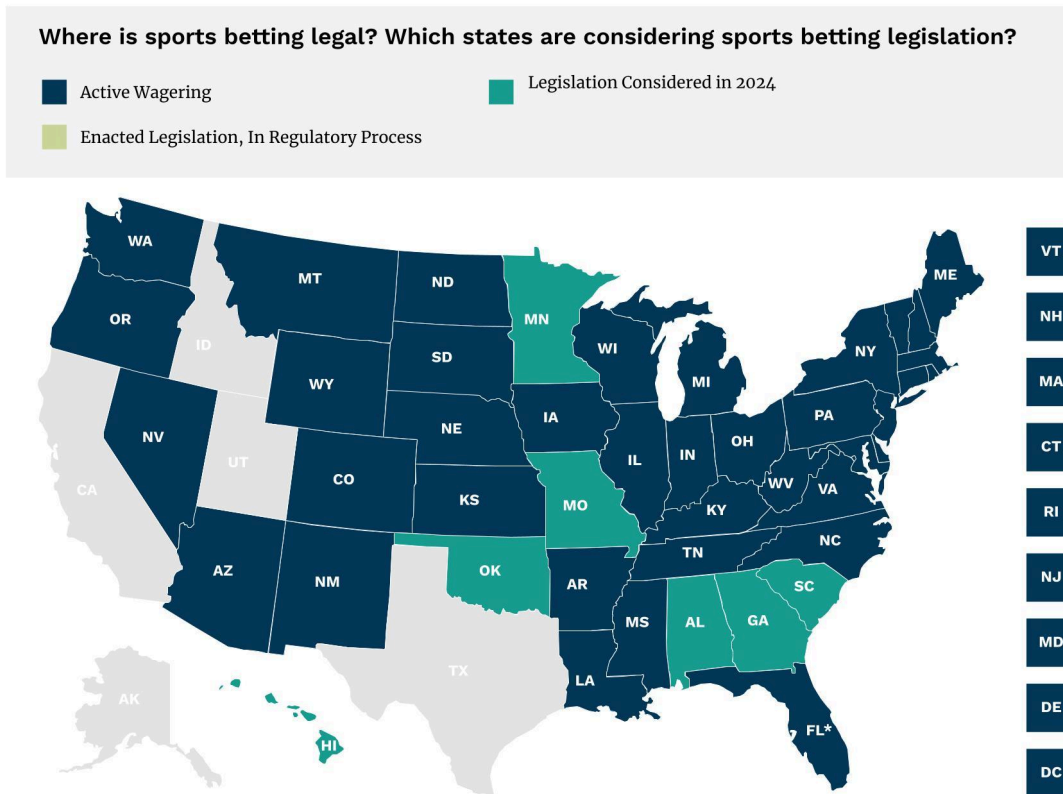 Where is sports betting legal? Which states are considering sports betting legislation?
Active Wagering
Legislation Considered in 2024
Enacted Legislation, In Regulatory Process
WA
MT
ND
MN
OR
ID
SD
WI
MI
NY
ME
VT
NH
MA
CT
RI
NJ
MD
DE
DC
WY
IA
NE
PA
NV
UT
CO
KS
IL
IN
OH
WV
VA
CA
MO
KY
NC
AZ
NM
OK
AR
TN
SC
MS
AL
GA
TX
LA
AK
HI
FL*